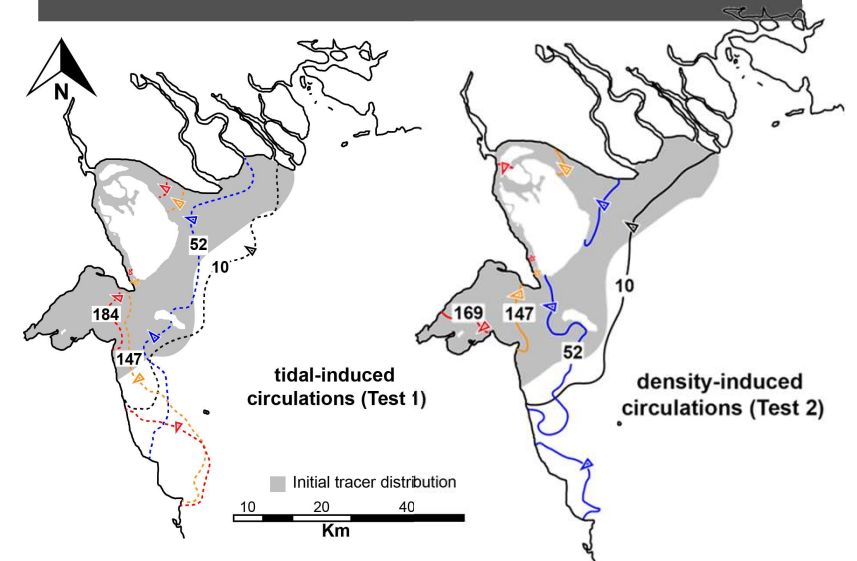 N
52
10
184
147
tidal-induced
circulations (Test 1)
10
169
147
52
density-induced
circulations (Test 2)
Initial tracer distribution
10 20 40
Km